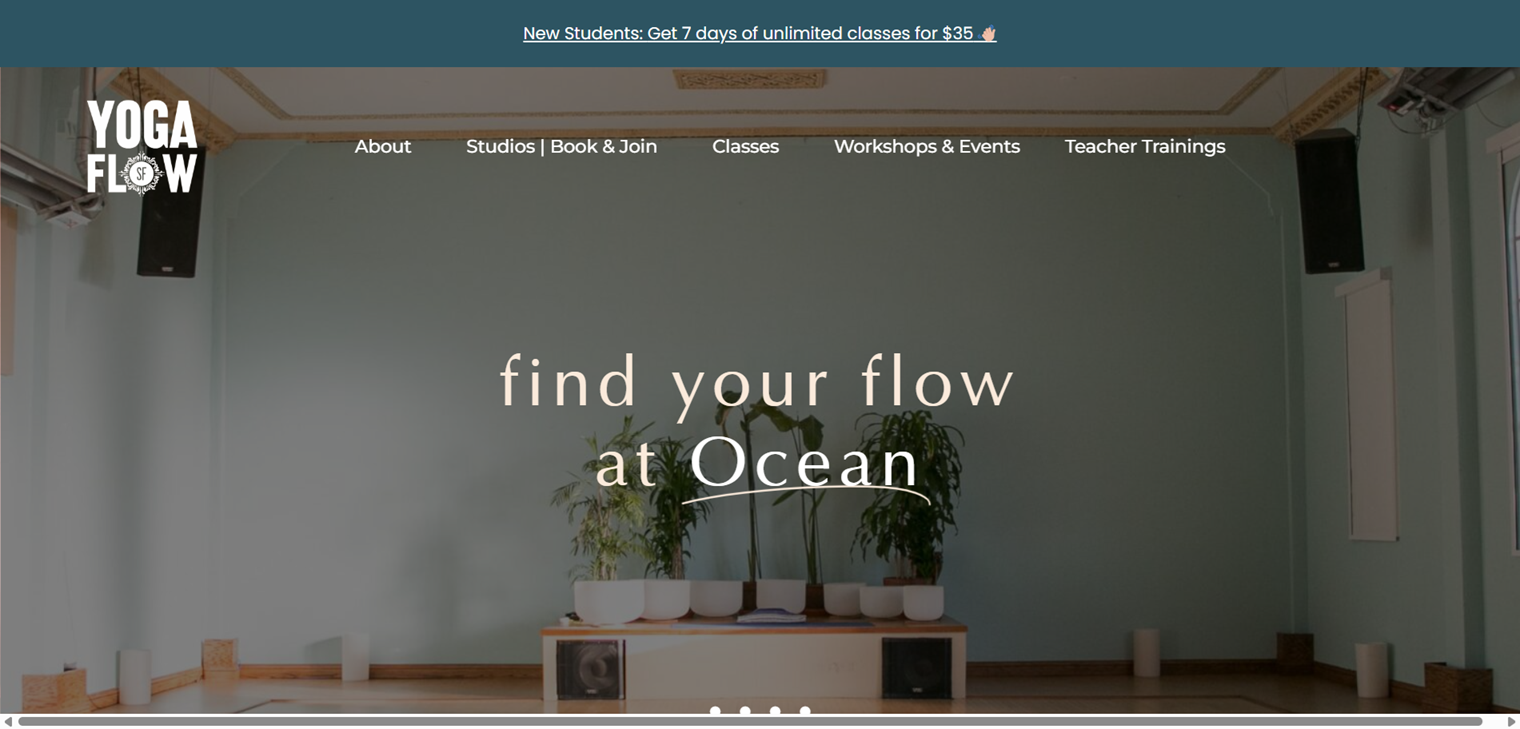 New Students: Get 7 days of unlimited classes for $35 👋🏻
YOGA
FLOW
SF
About
Studios | Book & Join
Classes
Workshops & Events
Teacher Trainings
find your flow
at Ocean